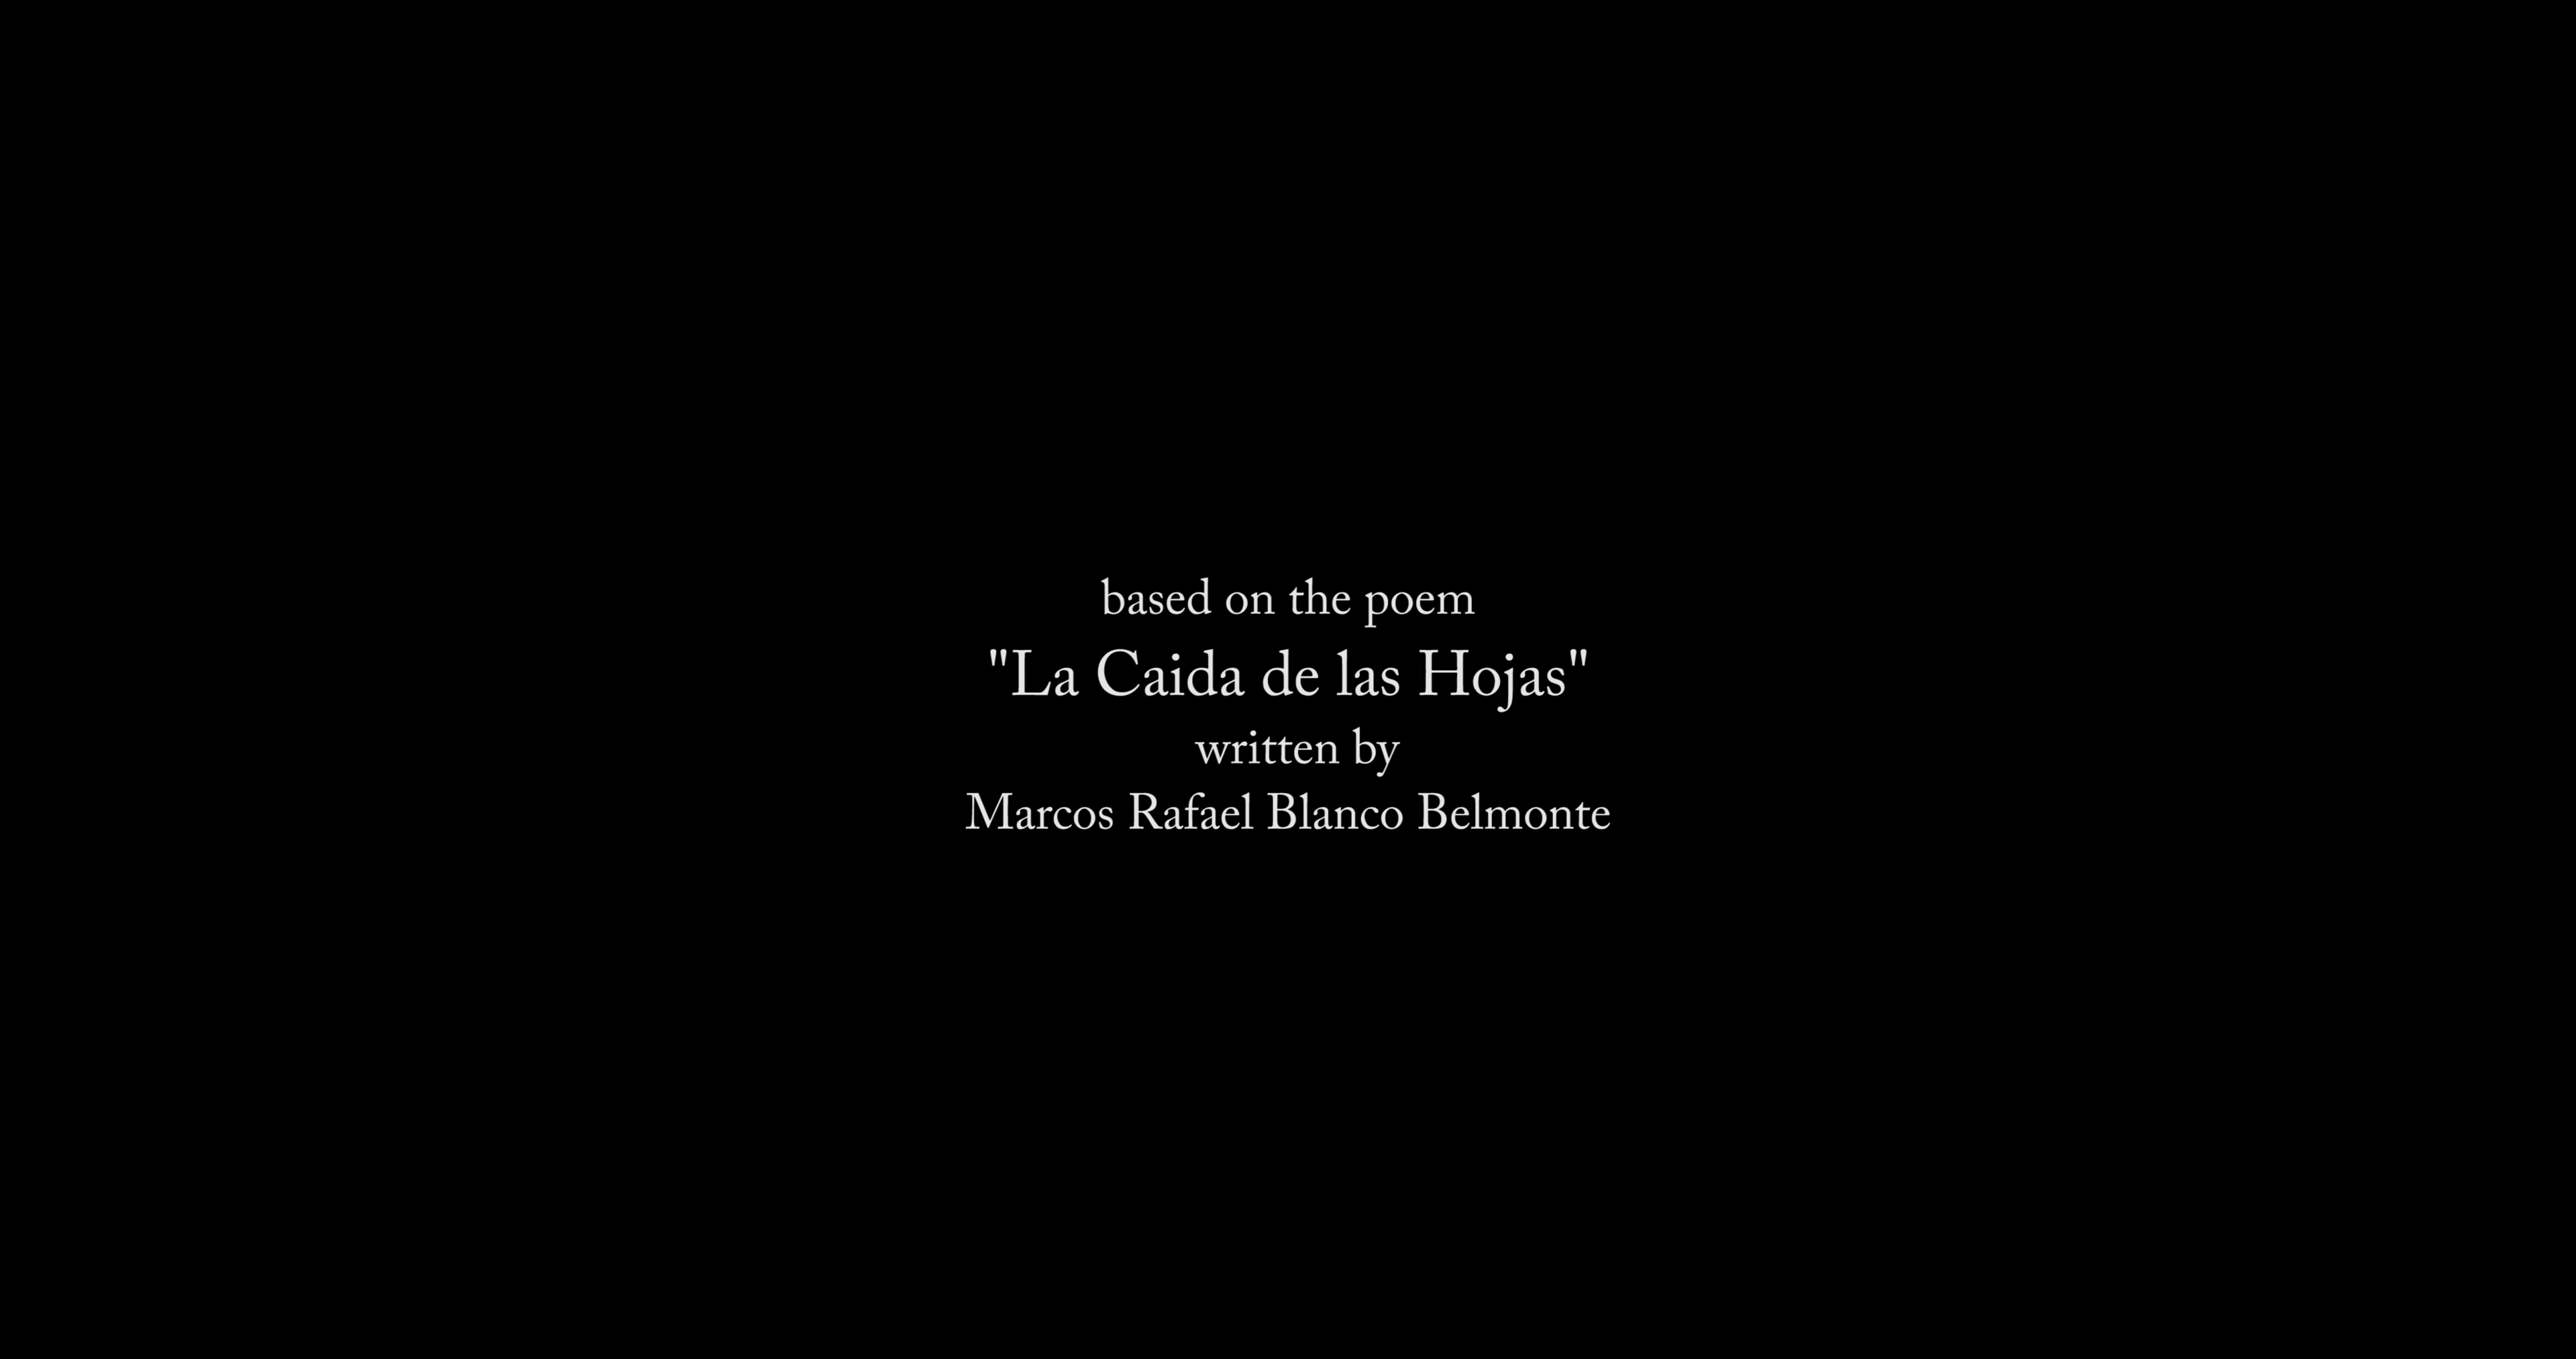 based on the poem
"La Caida de las Hojas"
written by
Marcos Rafael Blanco Belmonte